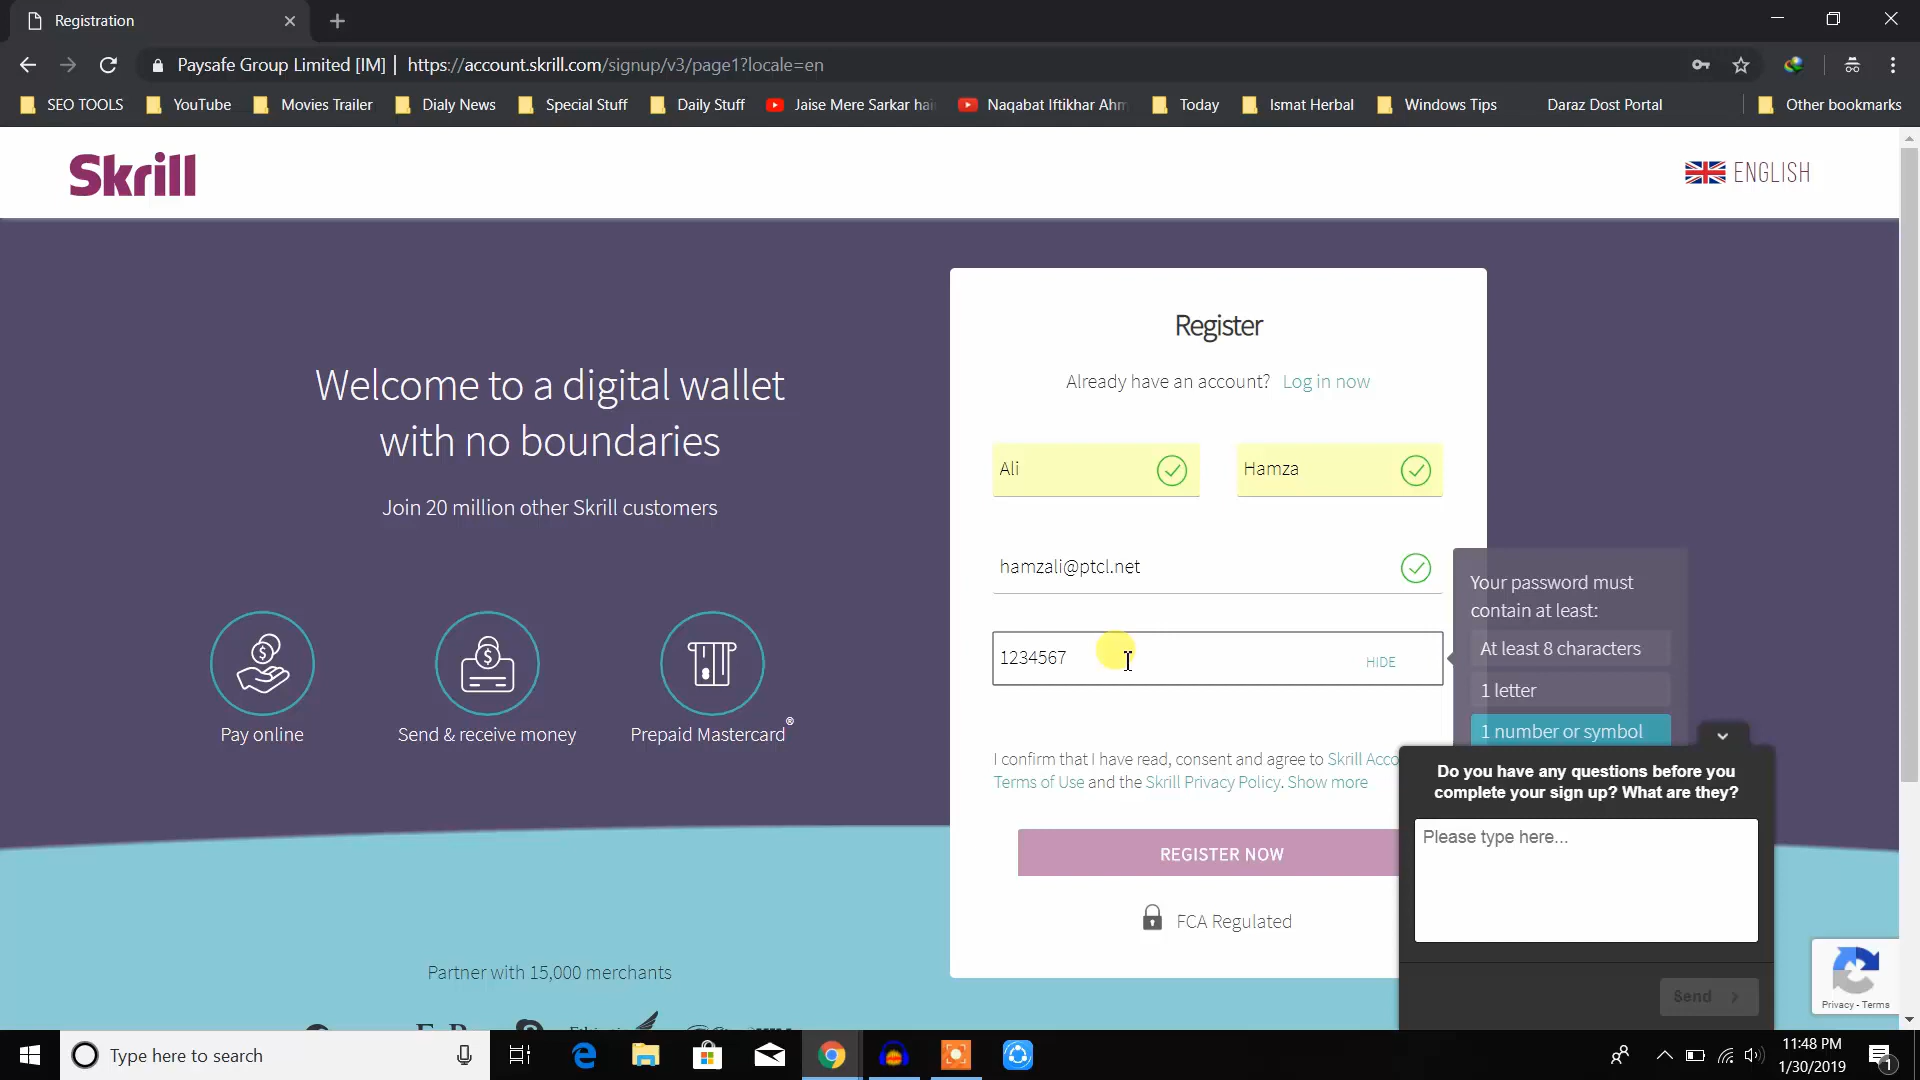 Registration
Paysafe Group Limited [IM] | https://account.skrill.com/signup/v3/page1?locale=en
SEO TOOLS YouTube Movies Trailer Dialy News Special Stuff Daily Stuff Jaise Mere Sarkar hai Naqabat Iftikhar Ahm Today Ismat Herbal Windows Tips Daraz Dost Portal Other bookmarks
Skrill
ENGLISH
Welcome to a digital wallet
with no boundaries
Join 20 million other Skrill customers
Pay online
Send & receive money
Prepaid Mastercard®
Partner with 15,000 merchants
Register
Already have an account? Log in now
Ali
Hamza
hamzali@ptcl.net
1234567
HIDE
Your password must
contain at least:
At least 8 characters
1 letter
1 number or symbol
I confirm that I have read, consent and agree to Skrill Acco
Terms of Use and the Skrill Privacy Policy. Show more
REGISTER NOW
FCA Regulated
Do you have any questions before you
complete your sign up? What are they?
Please type here...
Send
Privacy - Terms
Type here to search
11:48 PM
1/30/2019
1